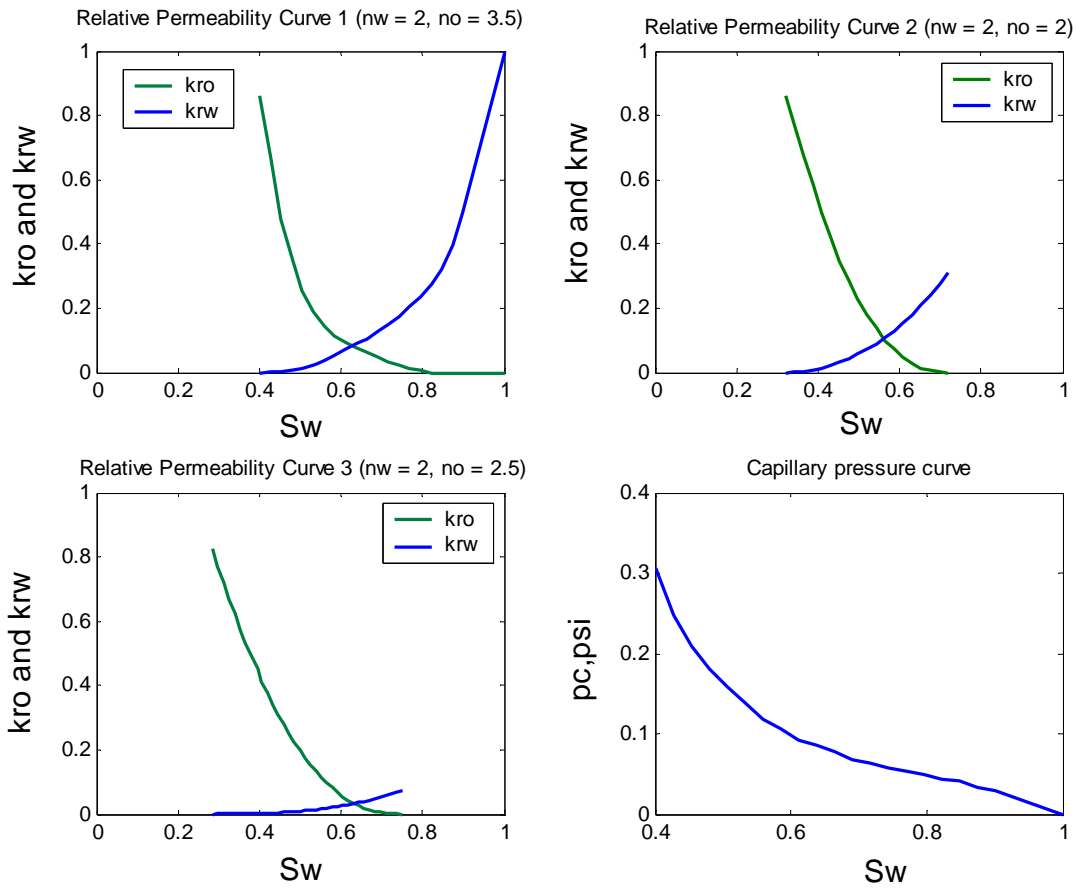 Relative Permeability Curve 1 (nw = 2, no = 3.5)
kro and krw
1
0.8
0.6
0.4
0.2
0
kro
krw
0 0.2 0.4 0.6 0.8 1
Sw
Relative Permeability Curve 2 (nw = 2, no = 2)
kro and krw
1
0.8
0.6
0.4
0.2
0
kro
krw
0 0.2 0.4 0.6 0.8 1
Sw
Relative Permeability Curve 3 (nw = 2, no = 2.5)
kro and krw
1
0.8
0.6
0.4
0.2
0
kro
krw
0 0.2 0.4 0.6 0.8 1
Sw
Capillary pressure curve
pc,psi
0.4
0.3
0.2
0.1
0
0.4 0.6 0.8 1
Sw